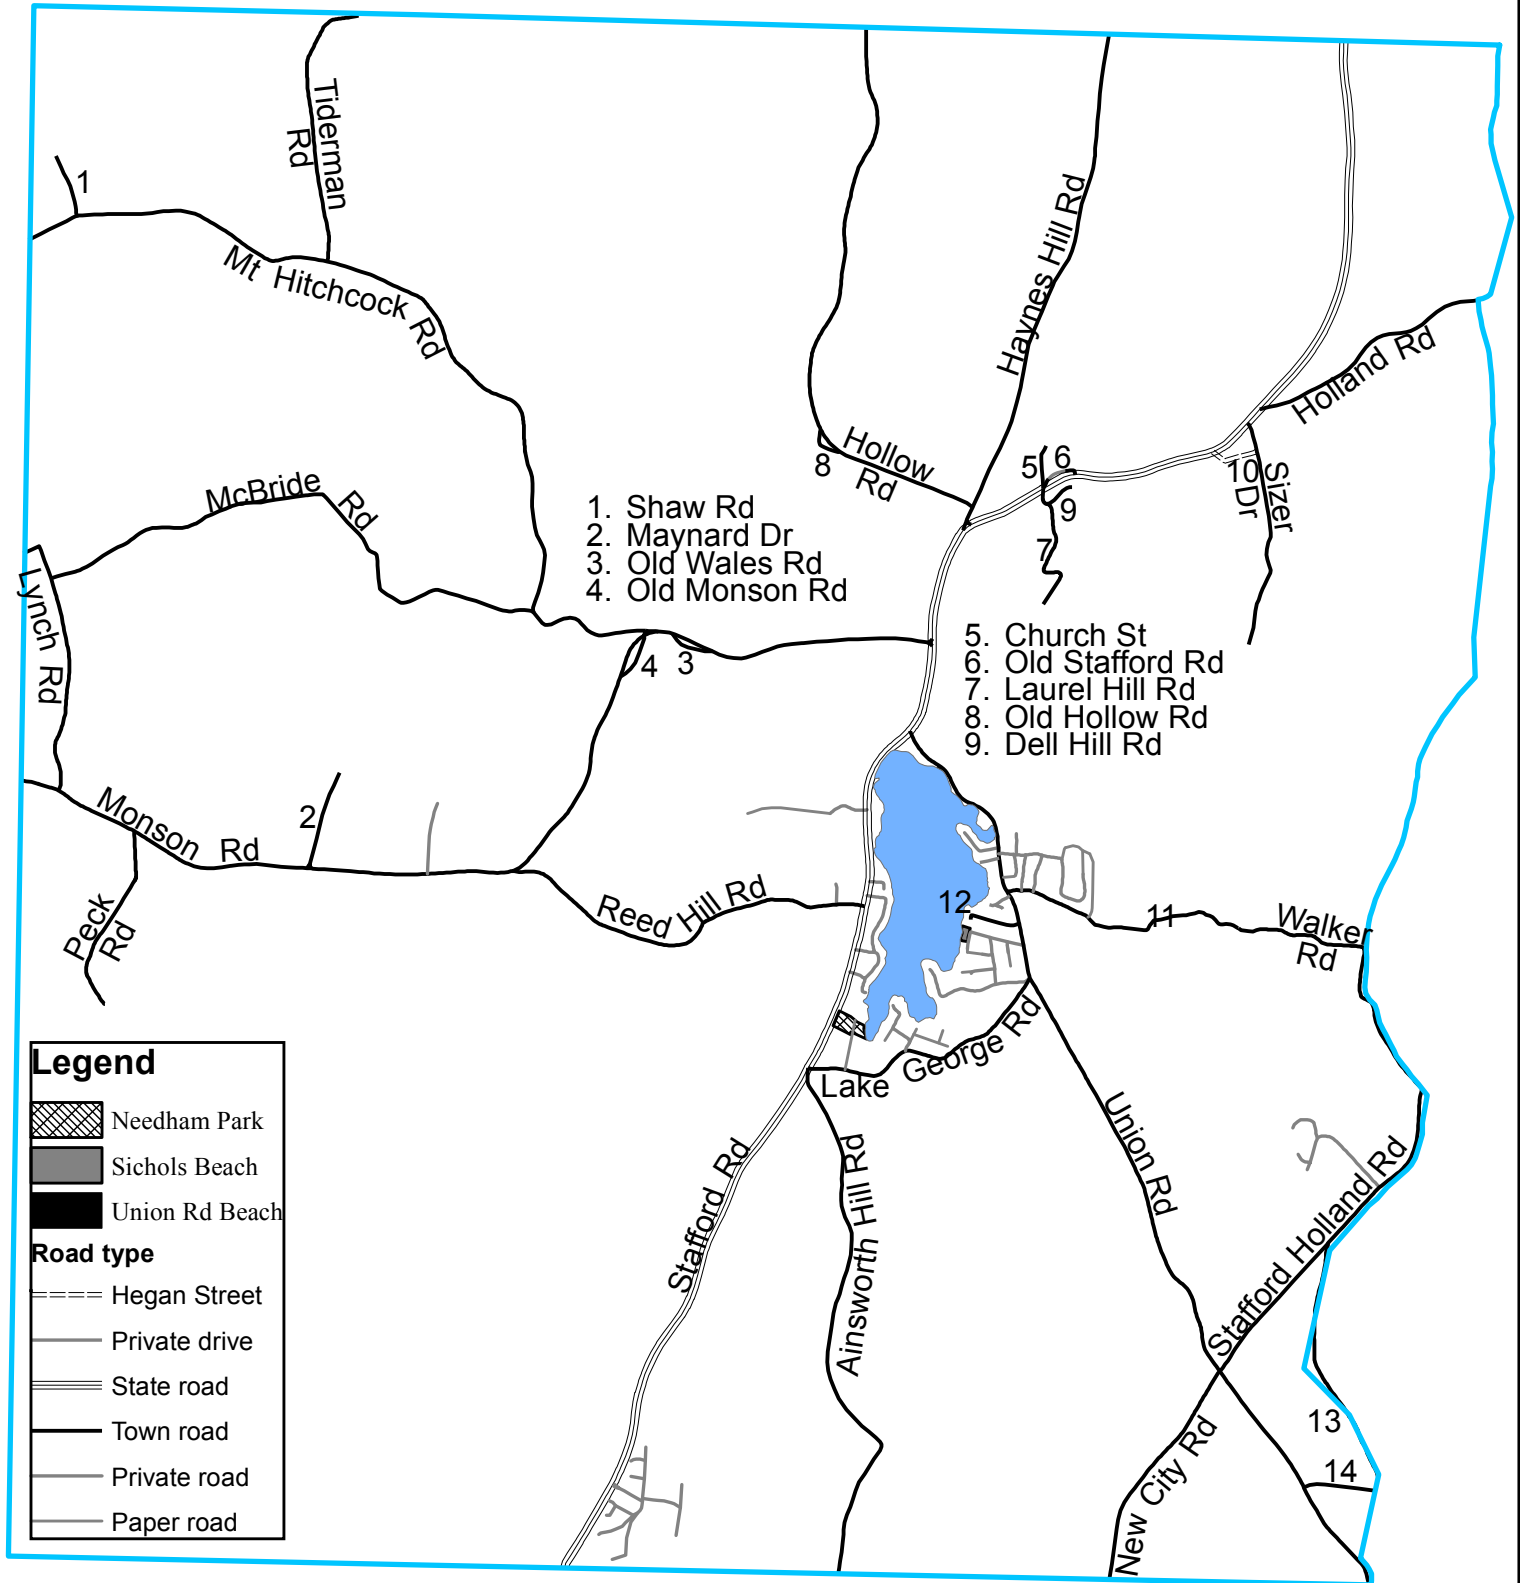 Tiderman
Rd
1
Mt Hitchcock Rd
Haynes Hill Rd
Holland Rd
Hollow
Rd
8
5
6
9
7
10
Sizer
Dr
McBride Rd
1. Shaw Rd
2. Maynard Dr
3. Old Wales Rd
4. Old Monson Rd
Lynch Rd
4
3
5. Church St
6. Old Stafford Rd
7. Laurel Hill Rd
8. Old Hollow Rd
9. Dell Hill Rd
Monson Rd
2
Peck
Rd
Reed Hill Rd
12
11
Walker
Rd
Lake George Rd
Union Rd
Stafford Rd
Ainsworth Hill Rd
Stafford Holland Rd
New City Rd
13
14
Legend
Needham Park
Sichols Beach
Union Rd Beach
Road type
Hegan Street
Private drive
State road
Town road
Private road
Paper road